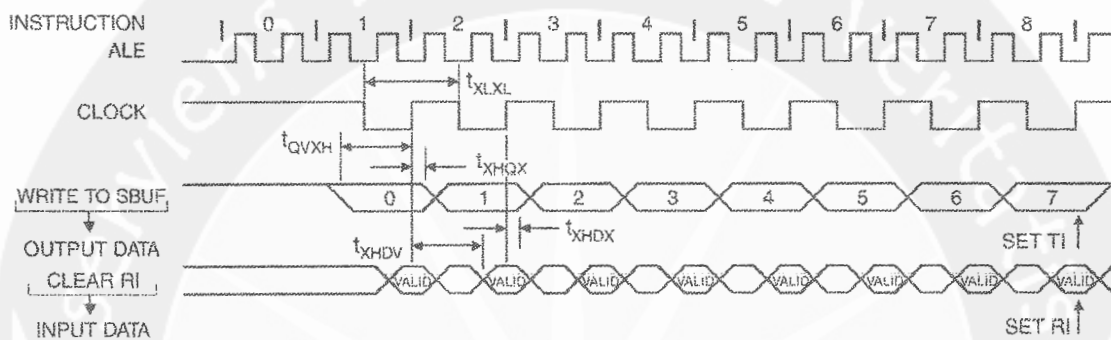 INSTRUCTION 0 1 2 3 4 5 6 7 8
ALE
tXLXL
CLOCK
tQVXH
tXHQX
WRITE TO SBUF 0 1 2 3 4 5 6 7
tXHDX
OUTPUT DATA
tXHDV
SET TI
CLEAR RI VALID VALID VALID VALID VALID VALID VALID VALID
INPUT DATA
SET RI